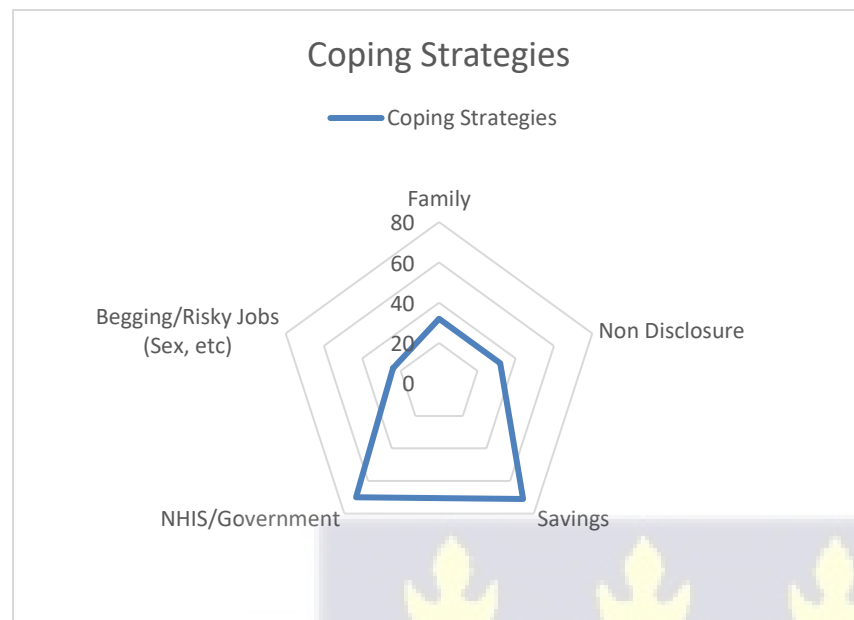 Coping Strategies
Coping Strategies
Family
80
60
40
20
0
Begging/Risky Jobs
(Sex, etc)
Non Disclosure
NHIS/Government
Savings